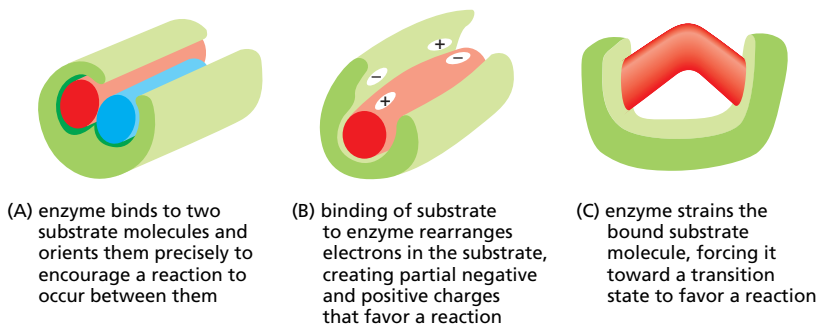 +
−
−
+
(A) enzyme binds to two
substrate molecules and
orients them precisely to
encourage a reaction to
occur between them
(B) binding of substrate
to enzyme rearranges
electrons in the substrate,
creating partial negative
and positive charges
that favor a reaction
(C) enzyme strains the
bound substrate
molecule, forcing it
toward a transition
state to favor a reaction